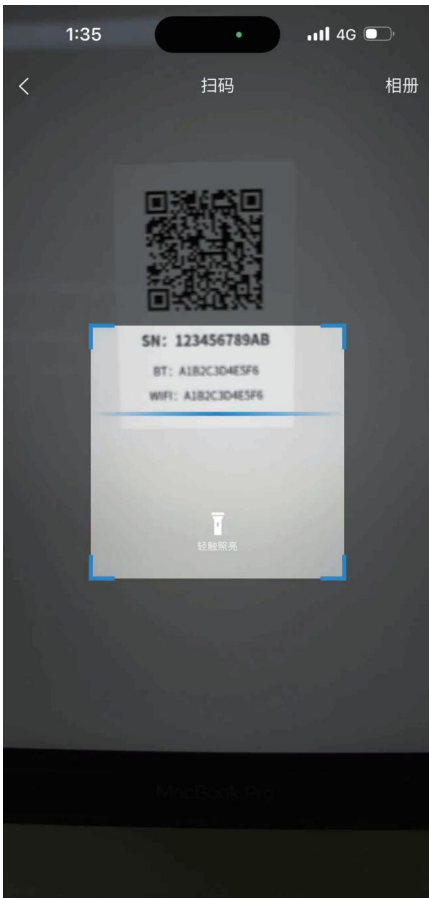 1:35
4G
扫码
相册
SN: 123456789AB
BT: A1B2C3D4E5F6
WIFI: A1B2C3D4E5F6
轻触照亮
MacBook Pro